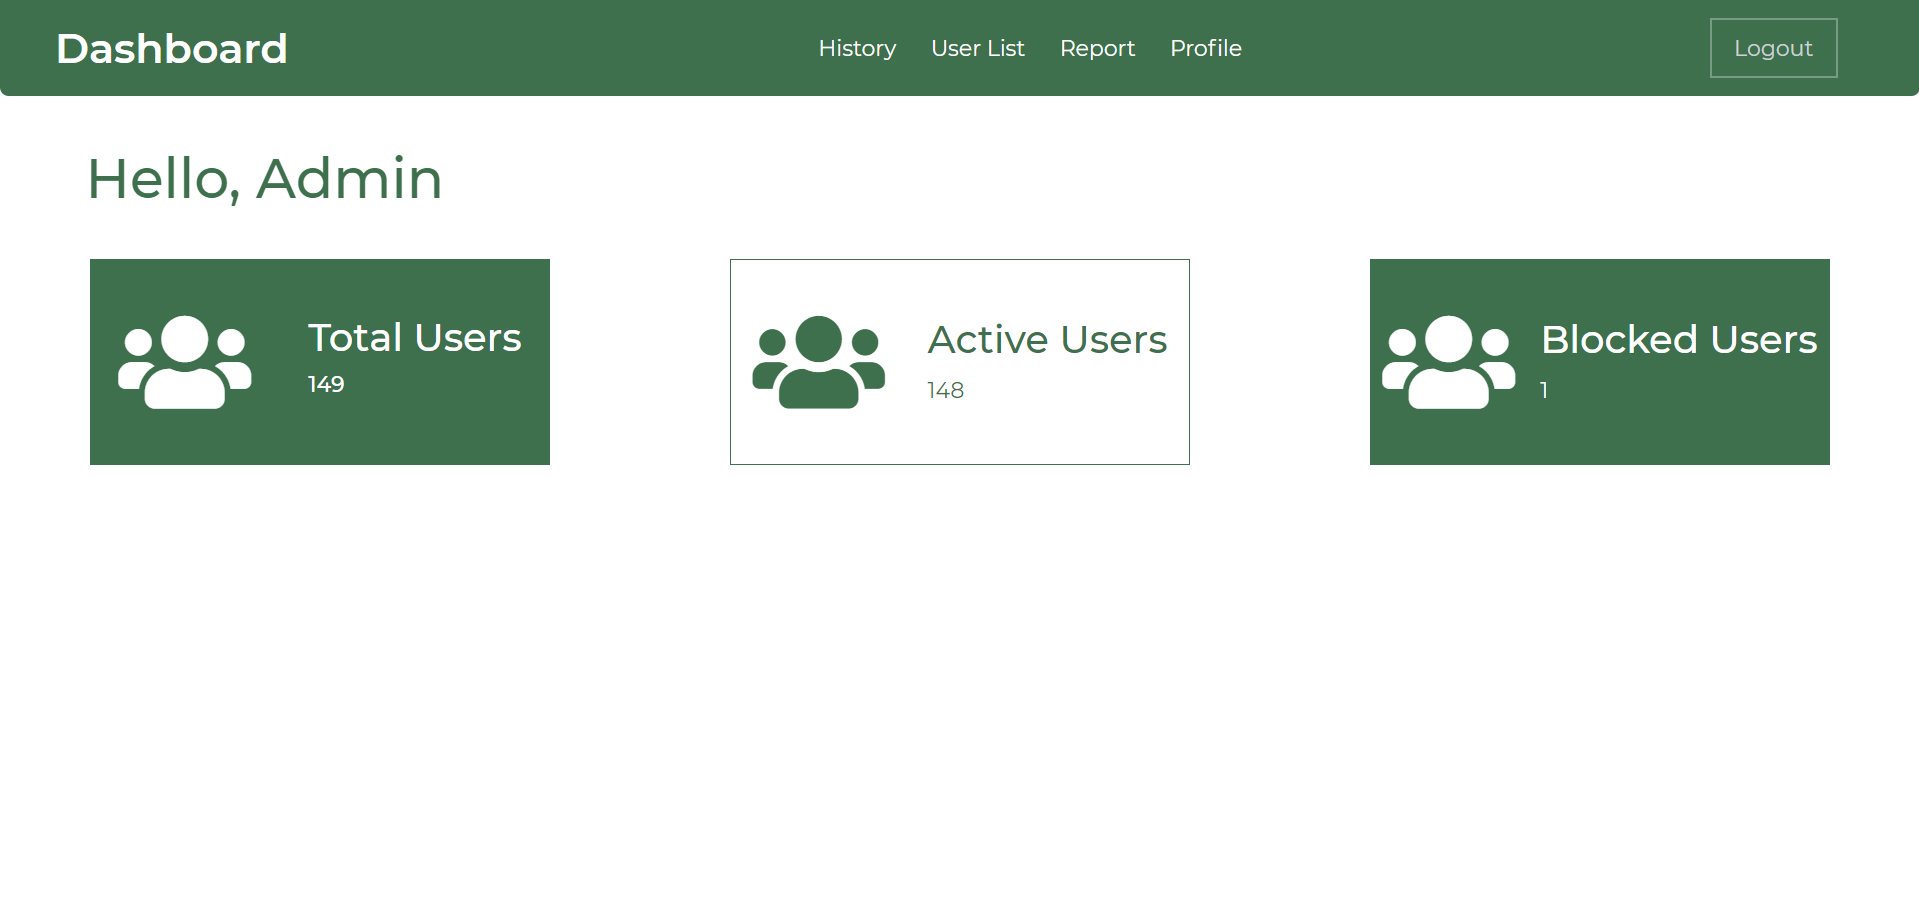 Dashboard
History
User List
Report
Profile
Logout
Hello, Admin
Total Users
149
Active Users
148
Blocked Users
1